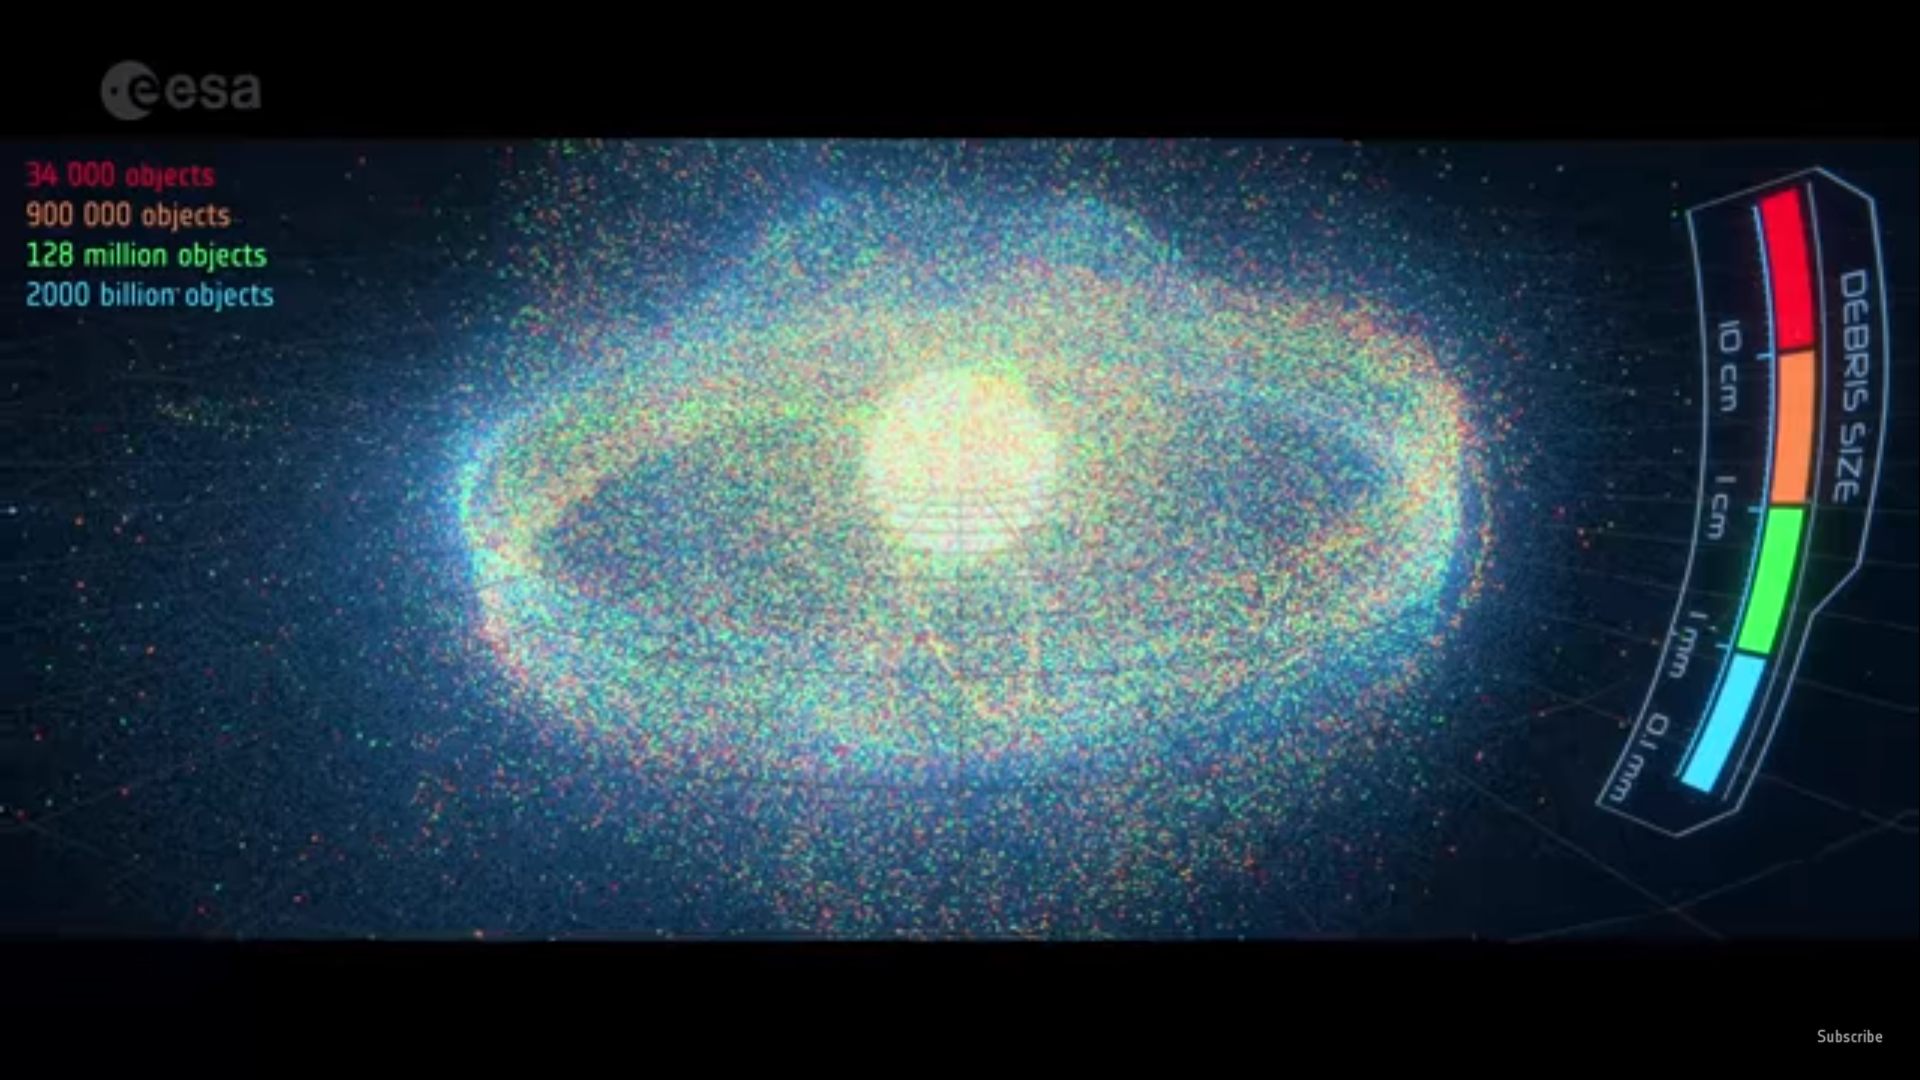 esa
34 000 objects
900 000 objects
128 million objects
2000 billion objects
DEBRIS SIZE
10 cm
1 cm
1 mm
0.1 mm
Subscribe